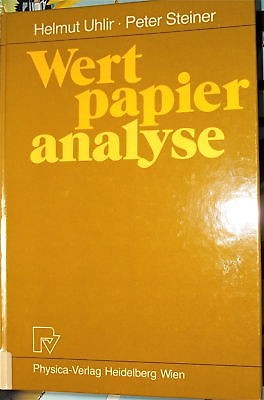 Helmut Uhlir · Peter Steiner
Wert
papier
analyse
Physica-Verlag Heidelberg Wien